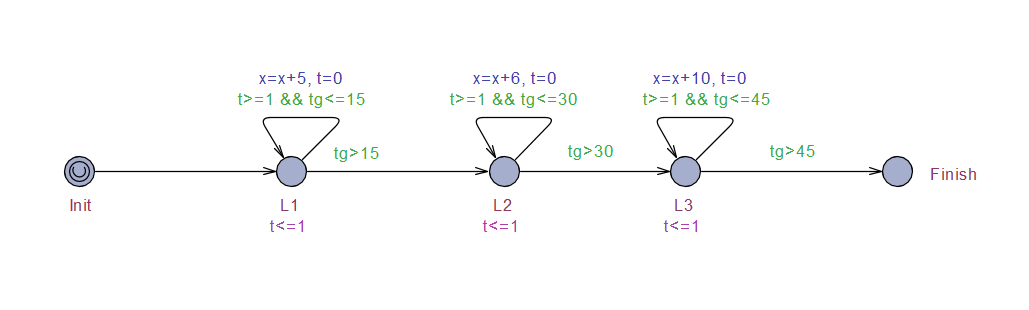 x=x+5, t=0
t>=1 && tg<=15
x=x+6, t=0
t>=1 && tg<=30
x=x+10, t=0
t>=1 && tg<=45
tg>15
tg>30
tg>45
Init
L1
t<=1
L2
t<=1
L3
t<=1
Finish